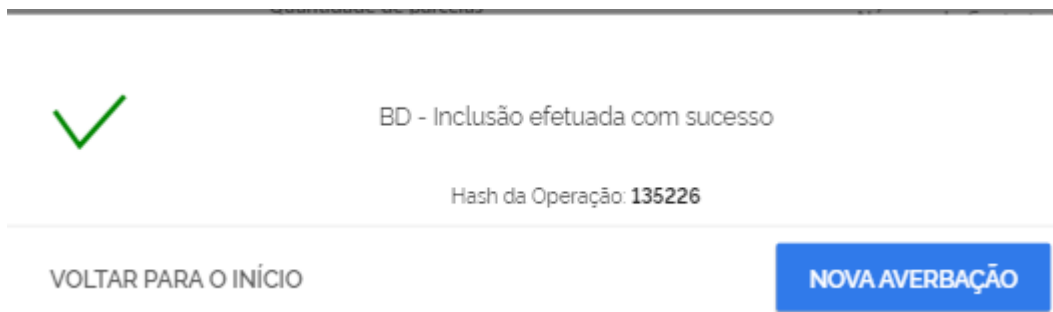 BD - Inclusão efetuada com sucesso
Hash da Operação: 135226
VOLTAR PARA O INÍCIO
NOVA AVERBAÇÃO